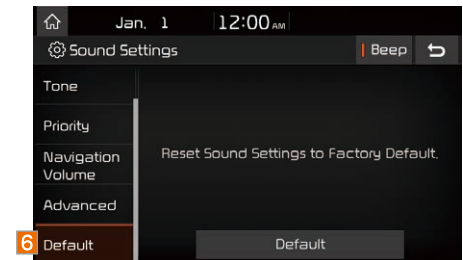 Jan. 1 12:00 AM
Sound Settings Beep
Tone
Priority
Navigation
Volume
Reset Sound Settings to Factory Default.
Advanced
6 Default
Default